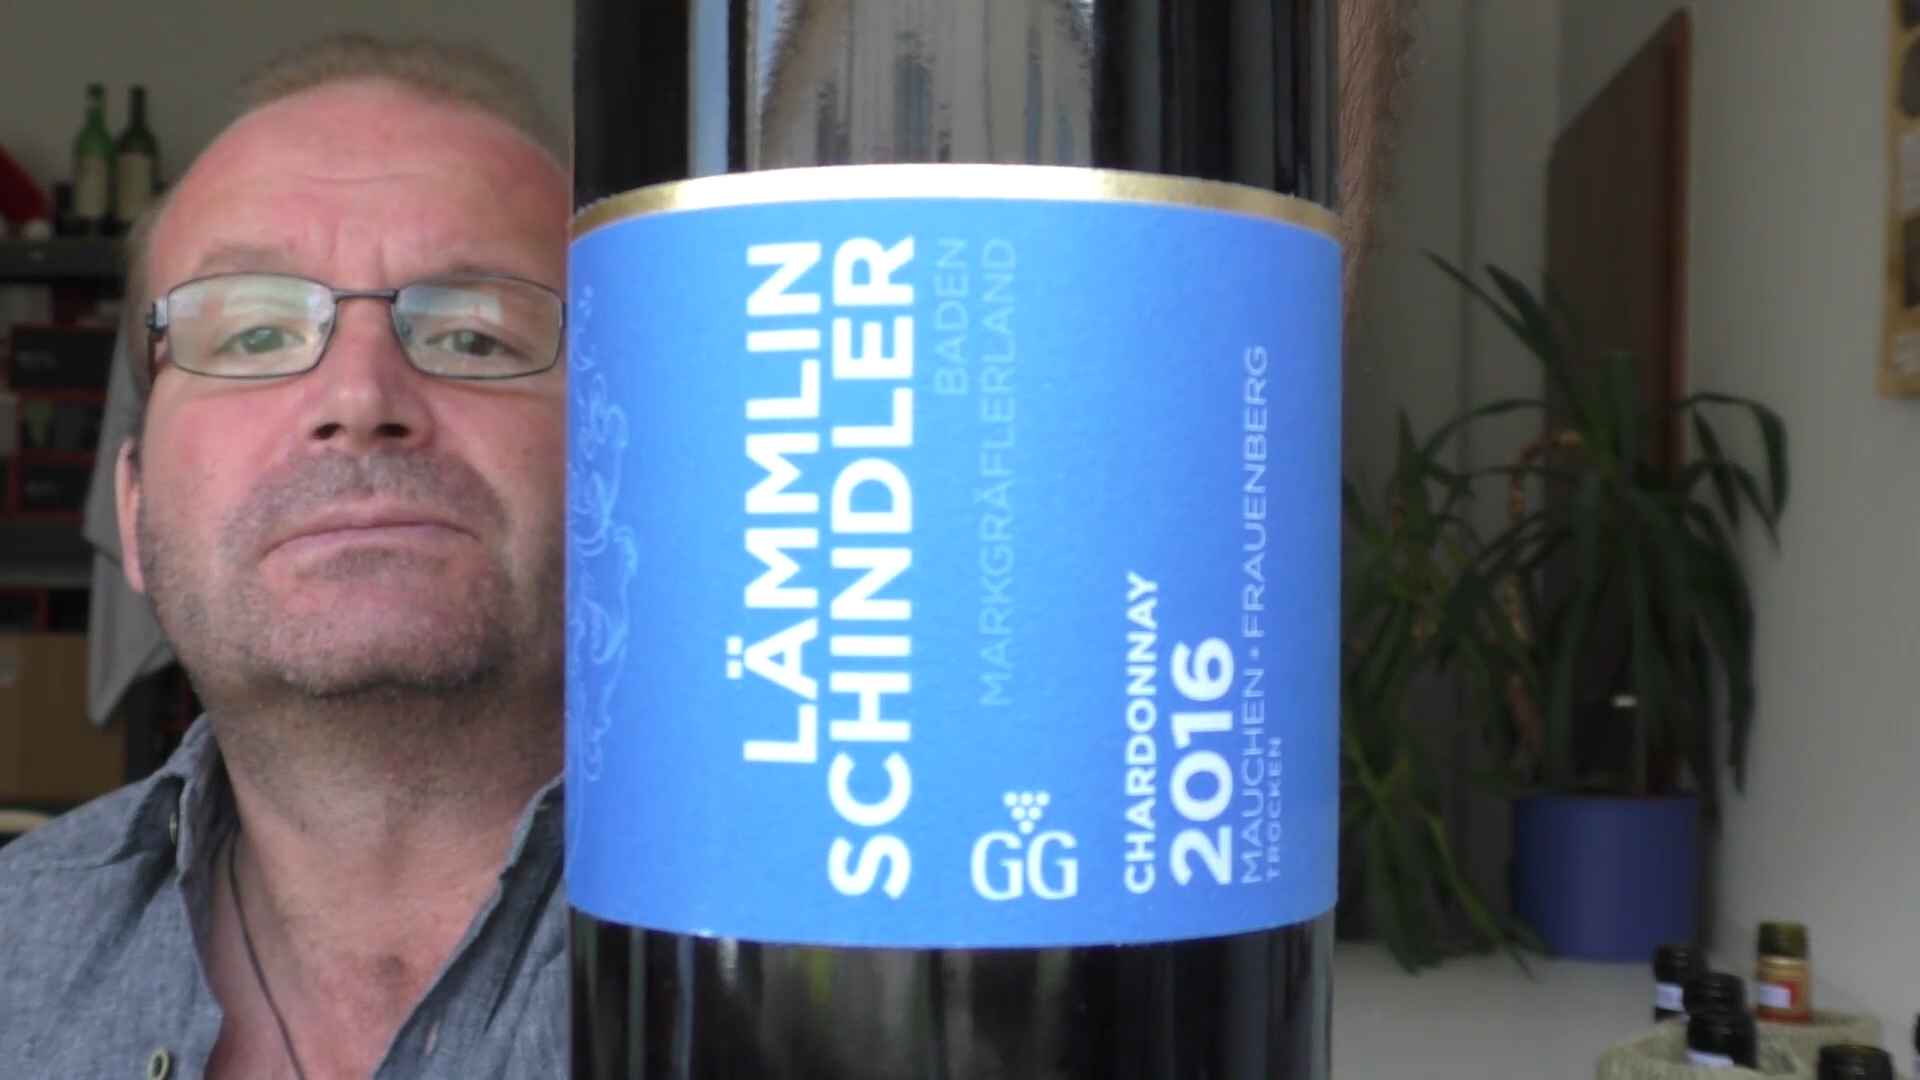 LÄMMLIN
SCHINDLER
BADEN
MARKGRÄFLERLAND
GG
CHARDONNAY
2016
MAUCHEN • FRAUENBERG
TROCKEN